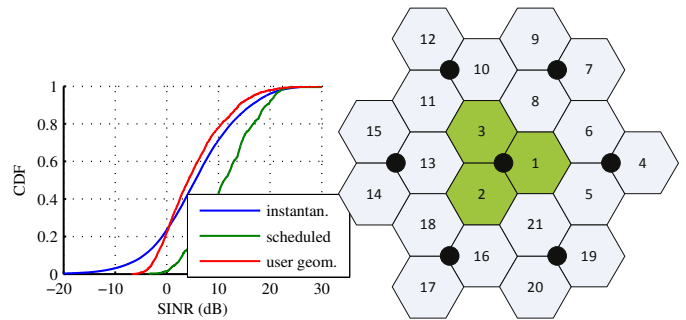 1
0.8
0.6
0.4
0.2
0
CDF
−20 −10 0 10 20 30
SINR (dB)
instantan.
scheduled
user geom.
12 9
10 7
11 8
15 3 6
13 1 4
14 2 5
18 21
16 19
17 20